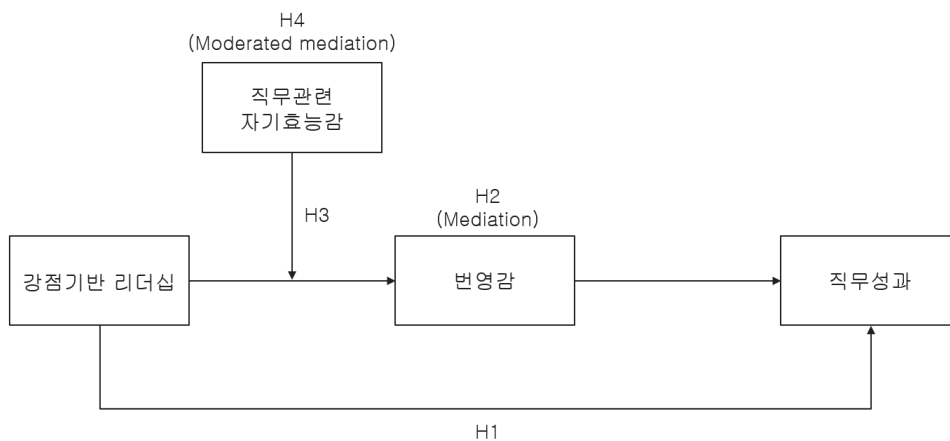 H4
(Moderated mediation)
직무관련
자기효능감
H3
H2
(Mediation)
강점기반 리더십
번영감
직무성과
H1